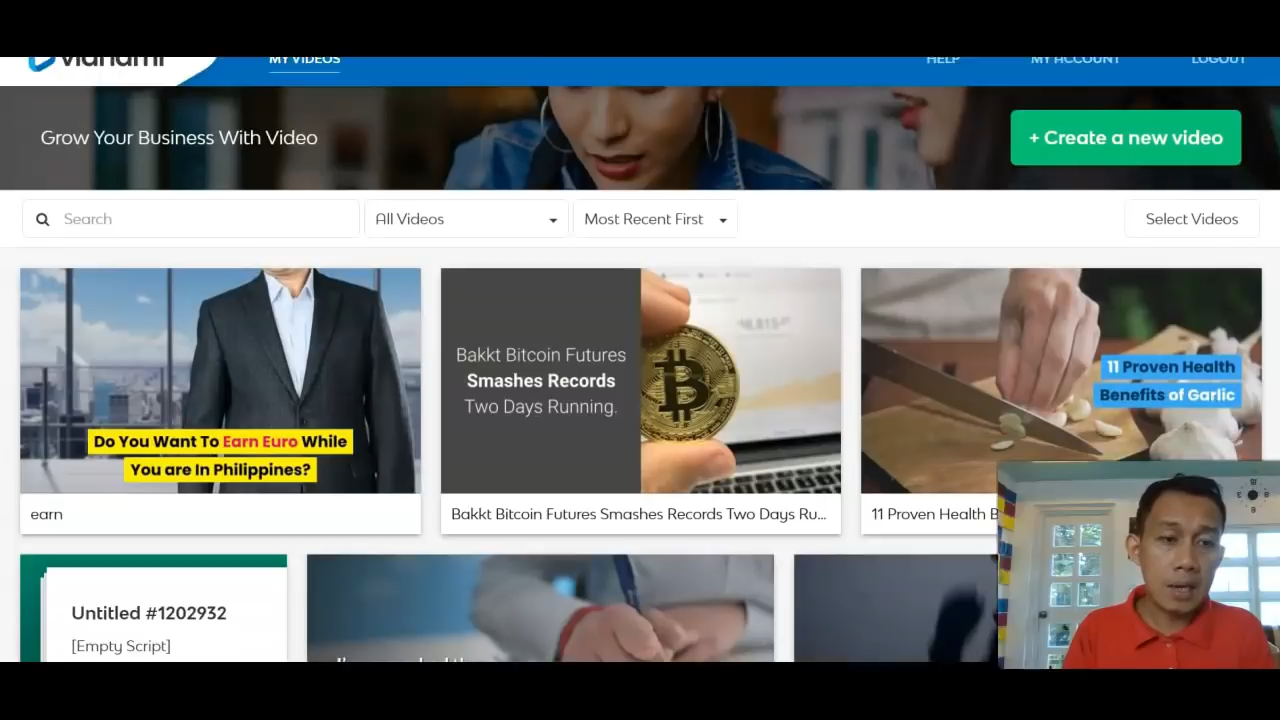 MY VIDEOS
HELP
MY ACCOUNT
LOGOUT
Grow Your Business With Video
+ Create a new video
Search
All Videos
Most Recent First
Select Videos
Do You Want To Earn Euro While
You are In Philippines?
Bakkt Bitcoin Futures
Smashes Records
Two Days Running.
11 Proven Health
Benefits of Garlic
earn
Bakkt Bitcoin Futures Smashes Records Two Days Ru...
11 Proven Health B
Untitled #1202932
[Empty Script]